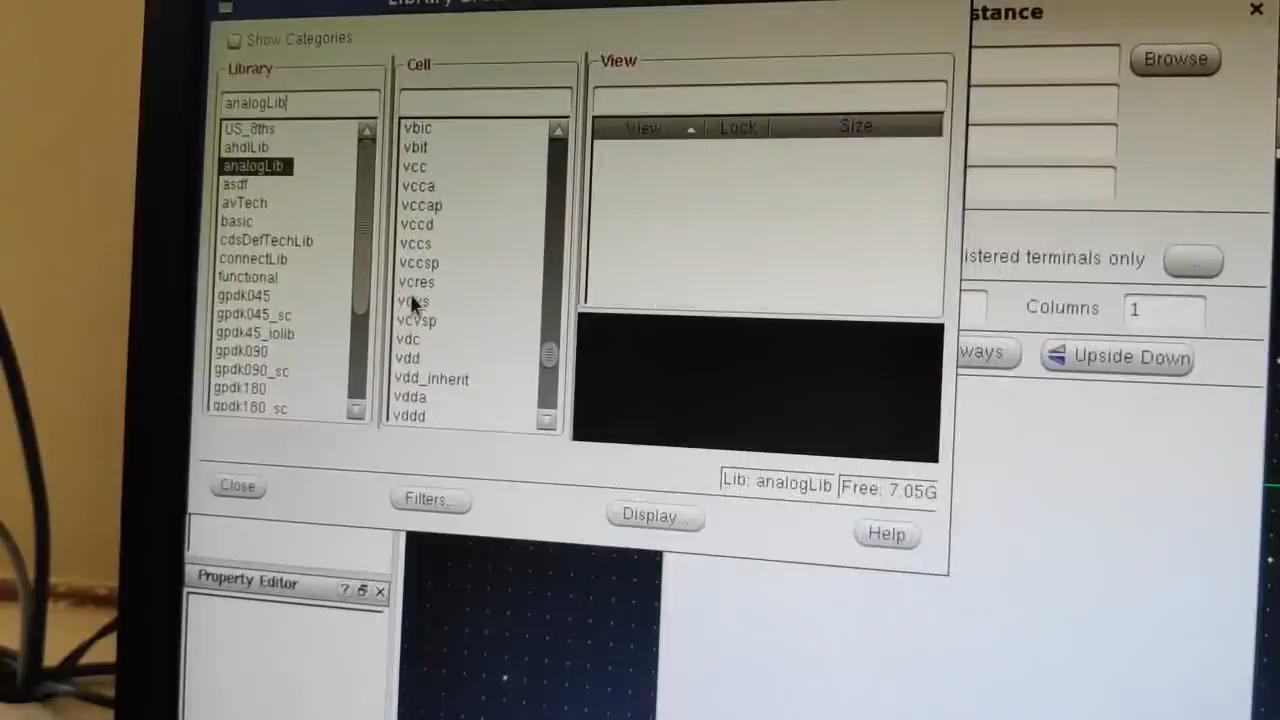 stance
Show Categories
Library
Cell
View
Browse
analogLib
US_8ths
ahdlLib
analogLib
asdf
avTech
basic
cdsDefTechLib
connectLib
functional
gpdk045
gpdk045_sc
gpdk45_iolib
gpdk090
gpdk090_sc
gpdk180
gpdk180_sc
vbic
vbit
vcc
vcca
vccap
vccd
vccs
vccsp
vcres
vcvsp
vdc
vdd
vdd_inherit
vdda
vddd
View Lock Size
istered terminals only ...
Columns 1
ways Upside Down
Lib: analogLib Free: 7.05G
Close Filters... Display... Help
Property Editor ?